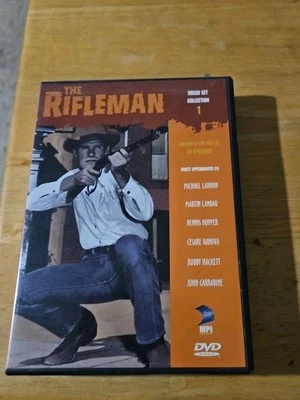 THE
RIFLEMAN
BOXED SET
COLLECTION
1
GUEST APPEARANCES BY:
MICHAEL LANDON
MARTIN LANDAU
DENNIS HOPPER
CESARE DANOVA
BUDDY HACKETT
JOHN CARRADINE
MPI
DVD
VIDEO